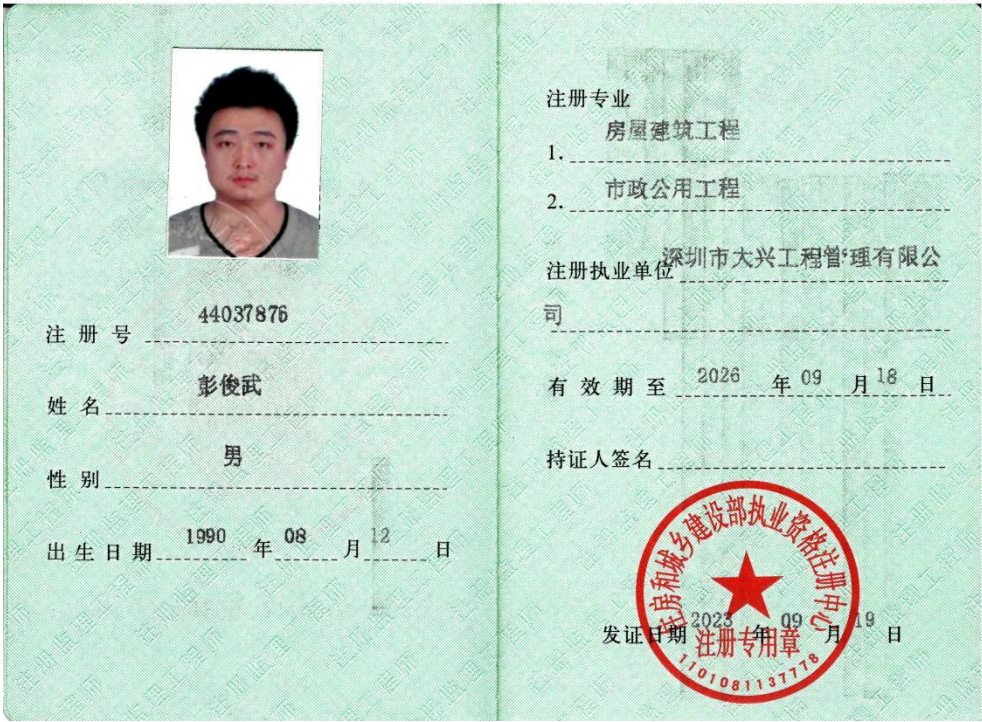 注册号 44037876
姓名 彭俊武
性别 男
出生日期 1990 年 08 月 12 日
注册专业
1. 房屋建筑工程
2. 市政公用工程
注册执业单位 深圳市大兴工程管理有限公
司
有效期至 2026 年 09 月 18 日
持证人签名
住房和城乡建设部执业资格注册中心
发证日期 2023 年 09 月 19 日
注册专用章
1101081137778